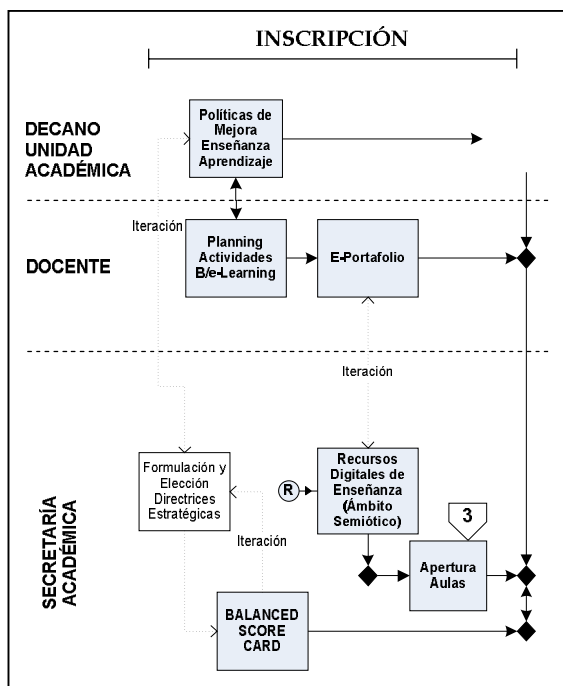 INSCRIPCIÓN
DECANO
UNIDAD
ACADÉMICA
Políticas de
Mejora
Enseñanza
Aprendizaje
Iteración
DOCENTE
Planning
Actividades
B/e-Learning
E-Portafolio
Iteración
SECRETARÍA
ACADÉMICA
Formulación y
Elección
Directrices
Estratégicas
R
Recursos
Digitales de
Enseñanza
(Ámbito
Semiótico)
3
Iteración
Apertura
Aulas
BALANCED
SCORE
CARD